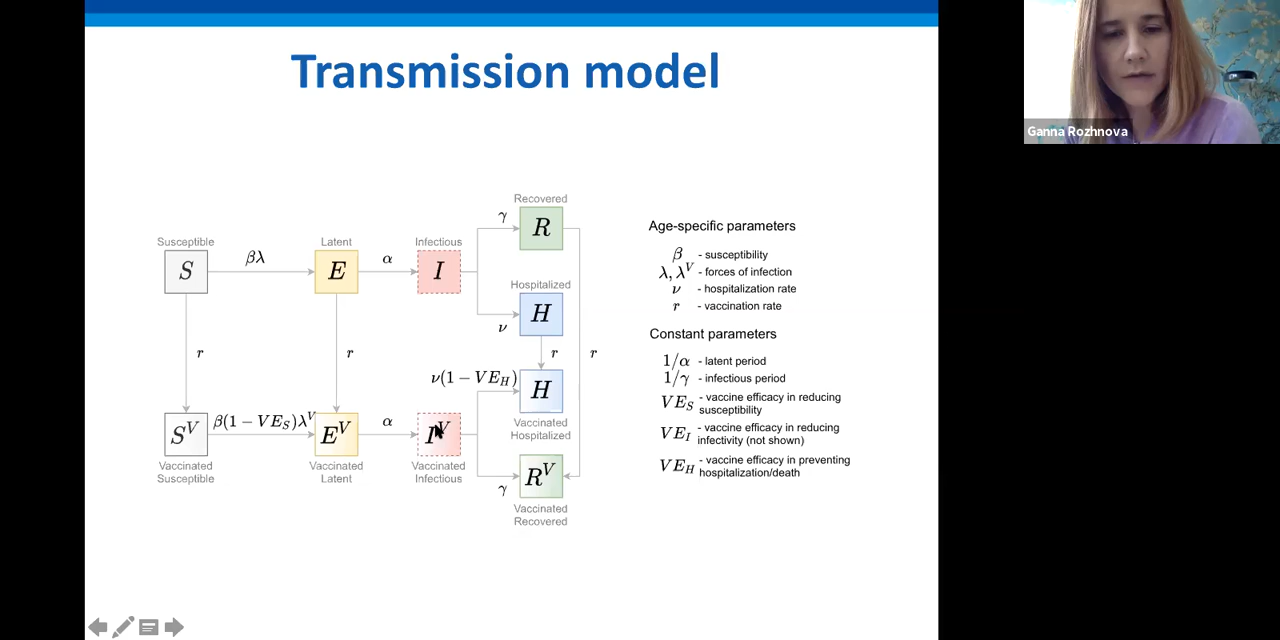 Transmission model
Ganna Rozhnova
Recovered
γ
R
Susceptible
Latent
Infectious
βλ
α
S
E
I
Hospitalized
H
ν
r
r
r
r
ν(1 − VE_H)
H
β(1 − VE_S)λ^V
α
S^V
E^V
I^V
Vaccinated
Hospitalized
Vaccinated
Susceptible
Vaccinated
Latent
Vaccinated
Infectious
R^V
γ
Vaccinated
Recovered
Age-specific parameters
β - susceptibility
λ, λ^V - forces of infection
ν - hospitalization rate
r - vaccination rate
Constant parameters
1/α - latent period
1/γ - infectious period
VE_S - vaccine efficacy in reducing
susceptibility
VE_I - vaccine efficacy in reducing
infectivity (not shown)
VE_H - vaccine efficacy in preventing
hospitalization/death